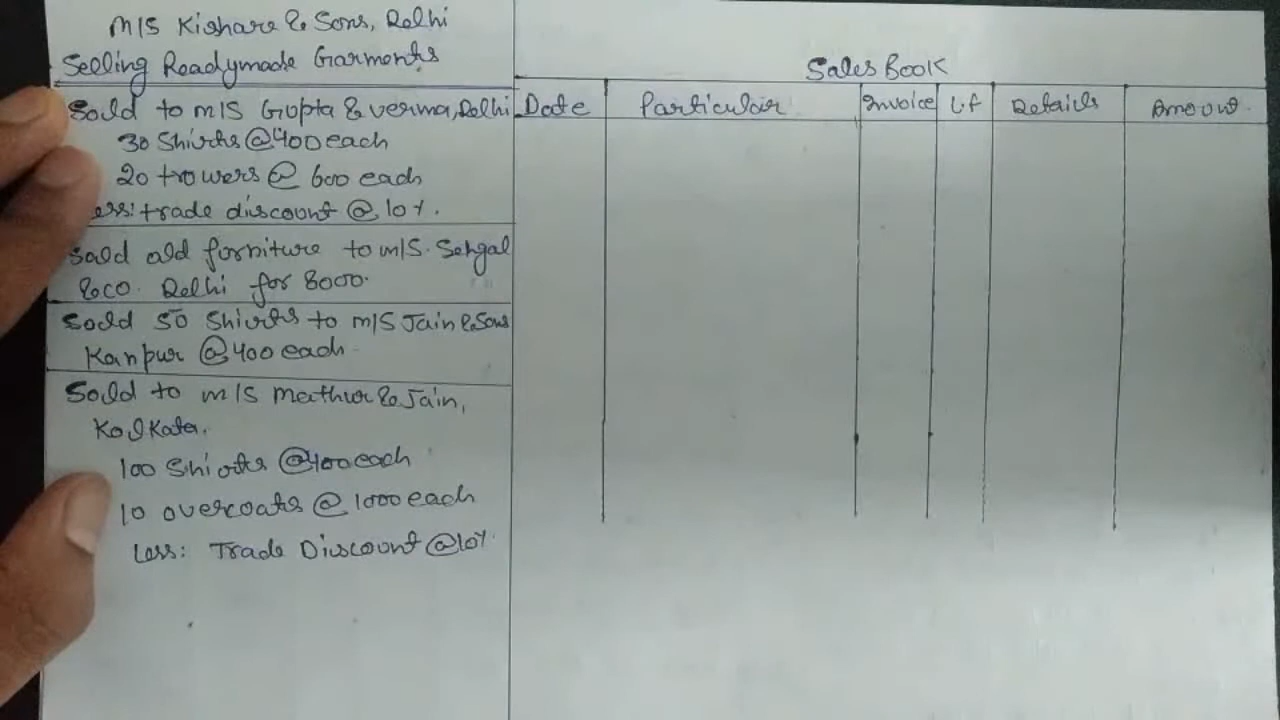 M/S Kishore & Sons, Delhi
Selling Readymade Garments
Sold to M/S Gupta & verma, Delhi
30 Shirts @ 400 each
20 trowers @ 600 each
ess: trade discount @ 10%.
Sold old forniture to M/S. Sehgal
& co. Delhi for 8000.
Sold 50 Shirts to M/S Jain & Sons
Kanpur @ 400 each.
Sold to M/S Mathur & Jain,
Kolkata.
100 Shirts @ 400 each
10 overcoats @ 1000 each
Less: Trade Discount @ 10%.
Sales Book
Date Particular Invoice L.f Details Amount